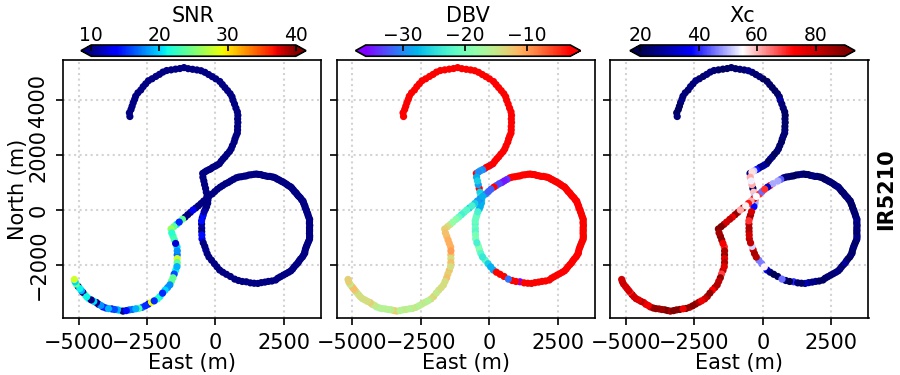 SNR DBV Xc
10 20 30 40 −30 −20 −10 20 40 60 80
4000
2000
0
−2000
North (m)
IR5210
−5000 −2500 0 2500 −5000 −2500 0 2500 −5000 −2500 0 2500
East (m) East (m) East (m)